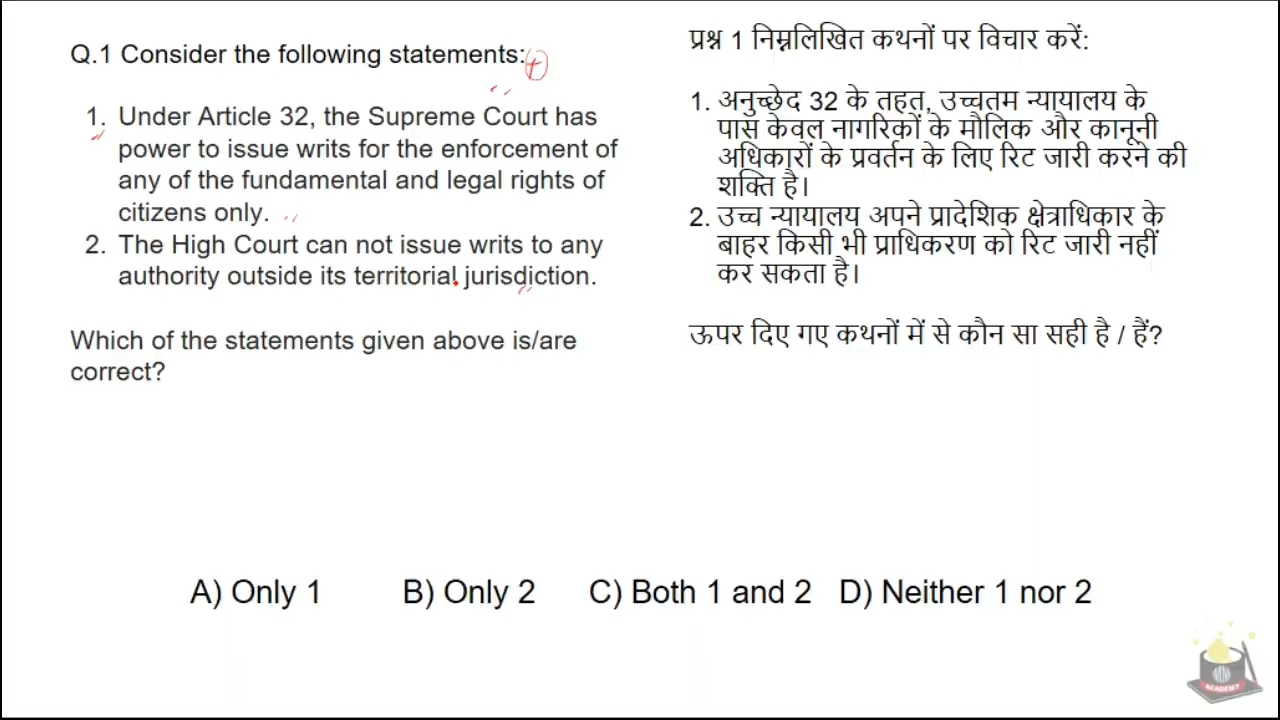 Q.1 Consider the following statements:
1. Under Article 32, the Supreme Court has
power to issue writs for the enforcement of
any of the fundamental and legal rights of
citizens only.
2. The High Court can not issue writs to any
authority outside its territorial jurisdiction.
Which of the statements given above is/are
correct?
प्रश्न 1 निम्नलिखित कथनों पर विचार करें:
1. अनुच्छेद 32 के तहत, उच्चतम न्यायालय के
पास केवल नागरिकों के मौलिक और कानूनी
अधिकारों के प्रवर्तन के लिए रिट जारी करने की
शक्ति है।
2. उच्च न्यायालय अपने प्रादेशिक क्षेत्राधिकार के
बाहर किसी भी प्राधिकरण को रिट जारी नहीं
कर सकता है।
ऊपर दिए गए कथनों में से कौन सा सही है / हैं?
A) Only 1 B) Only 2 C) Both 1 and 2 D) Neither 1 nor 2
ACADEMY